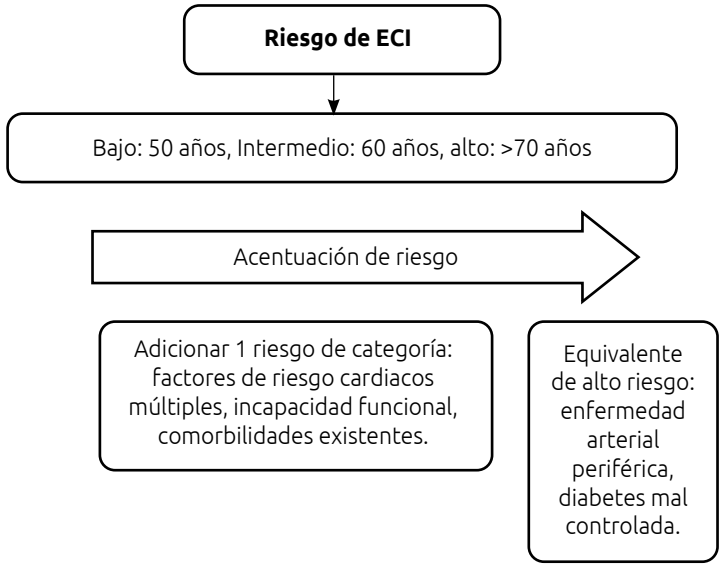 Riesgo de ECI
Bajo: 50 años, Intermedio: 60 años, alto: >70 años
Acentuación de riesgo
Adicionar 1 riesgo de categoría:
factores de riesgo cardiacos
múltiples, incapacidad funcional,
comorbilidades existentes.
Equivalente
de alto riesgo:
enfermedad
arterial
periférica,
diabetes mal
controlada.